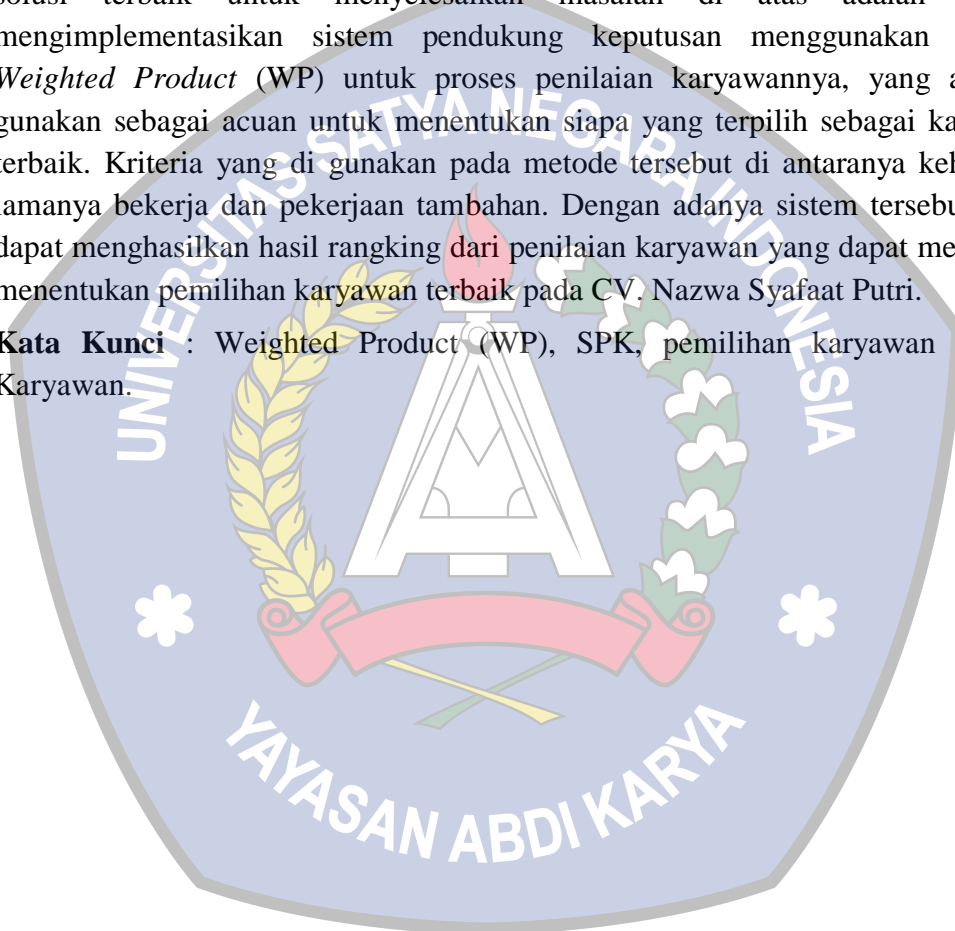 solusi terbaik untuk menyelesaikan masalah di atas adalah
mengimplementasikan sistem pendukung keputusan menggunakan
Weighted Product (WP) untuk proses penilaian karyawannya, yang a
gunakan sebagai acuan untuk menentukan siapa yang terpilih sebagai ka
terbaik. Kriteria yang di gunakan pada metode tersebut di antaranya keh
lamanya bekerja dan pekerjaan tambahan. Dengan adanya sistem tersebu
dapat menghasilkan hasil rangking dari penilaian karyawan yang dapat me
menentukan pemilihan karyawan terbaik pada CV. Nazwa Syafaat Putri.
Kata Kunci : Weighted Product (WP), SPK, pemilihan karyawan
Karyawan.
UNIVERSITAS SATYA NEGARA INDONESIA
YAYASAN ABDI KARYA